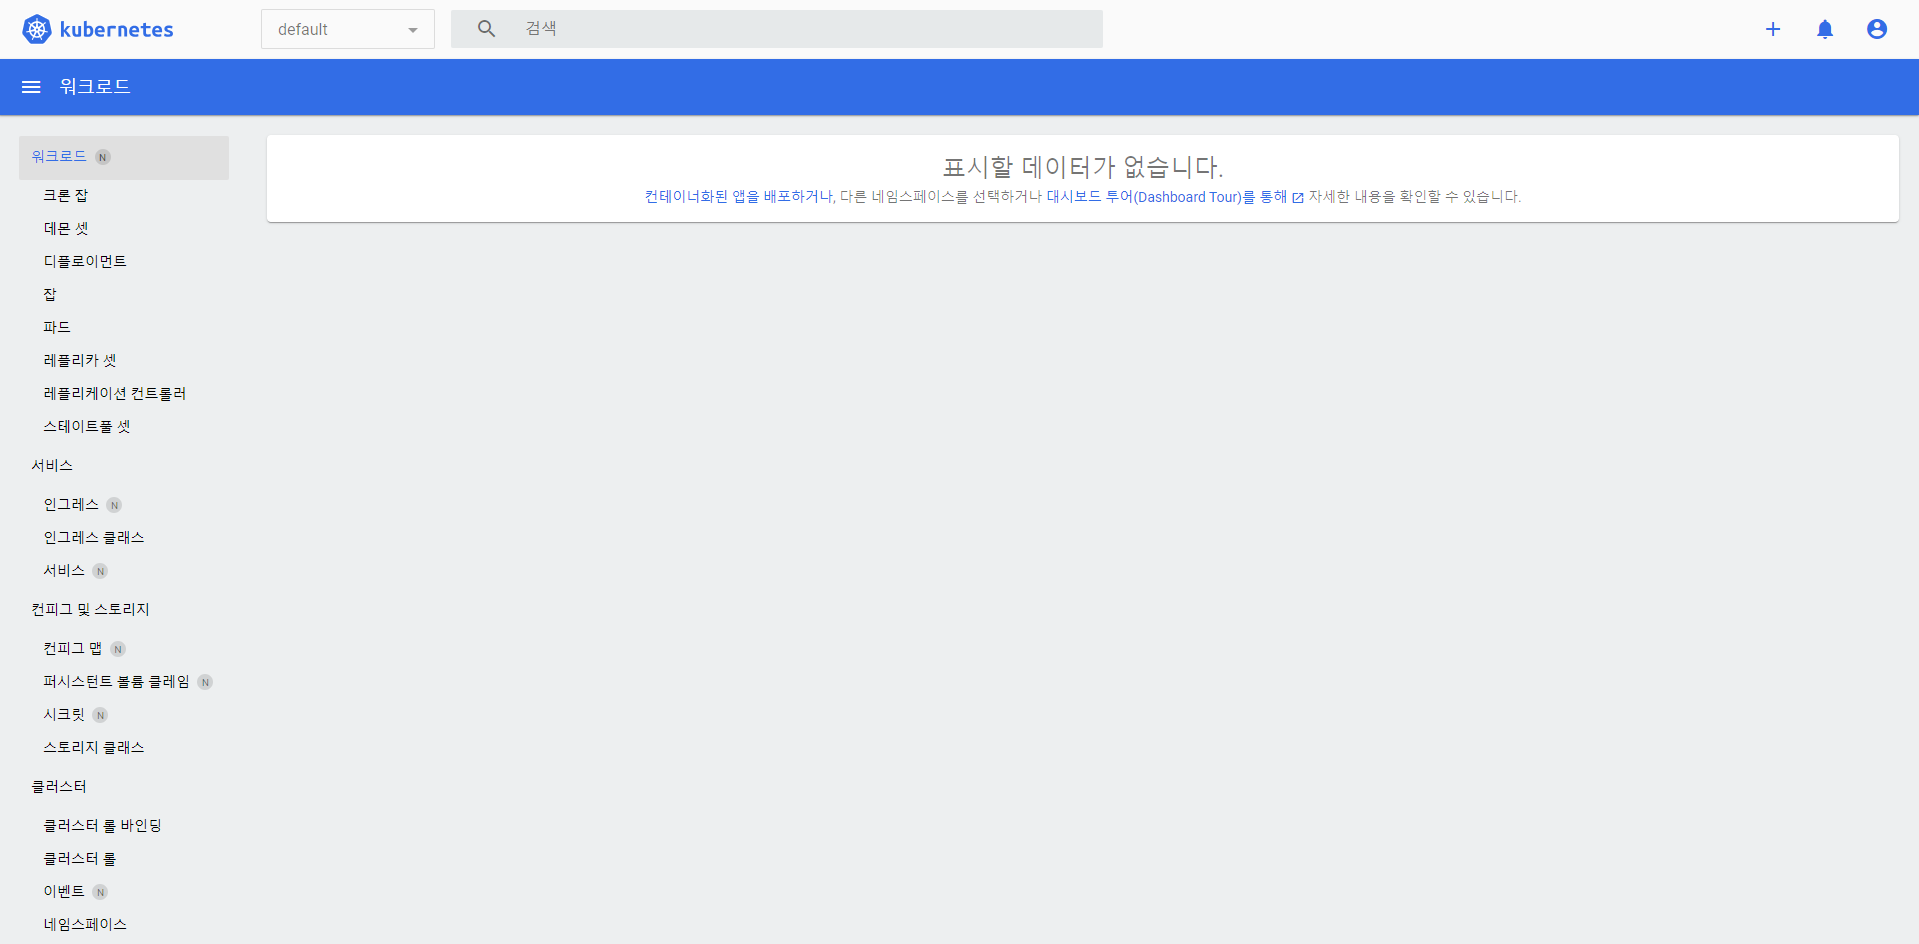 kubernetes
default
검색
워크로드
워크로드 N
크론 잡
데몬 셋
디플로이먼트
잡
파드
레플리카 셋
레플리케이션 컨트롤러
스테이트풀 셋
서비스
인그레스 N
인그레스 클래스
서비스 N
컨피그 및 스토리지
컨피그 맵 N
퍼시스턴트 볼륨 클레임 N
시크릿 N
스토리지 클래스
클러스터
클러스터 롤 바인딩
클러스터 롤
이벤트 N
네임스페이스
표시할 데이터가 없습니다.
컨테이너화된 앱을 배포하거나, 다른 네임스페이스를 선택하거나 대시보드 투어(Dashboard Tour)를 통해 자세한 내용을 확인할 수 있습니다.